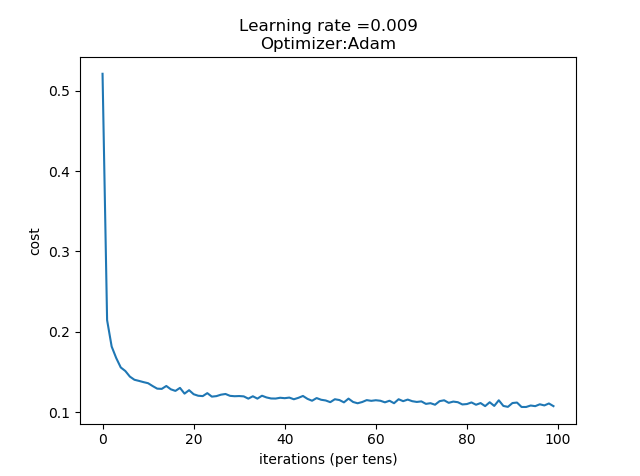 Learning rate =0.009
Optimizer:Adam
0.5
0.4
0.3
0.2
0.1
cost
0 20 40 60 80 100
iterations (per tens)